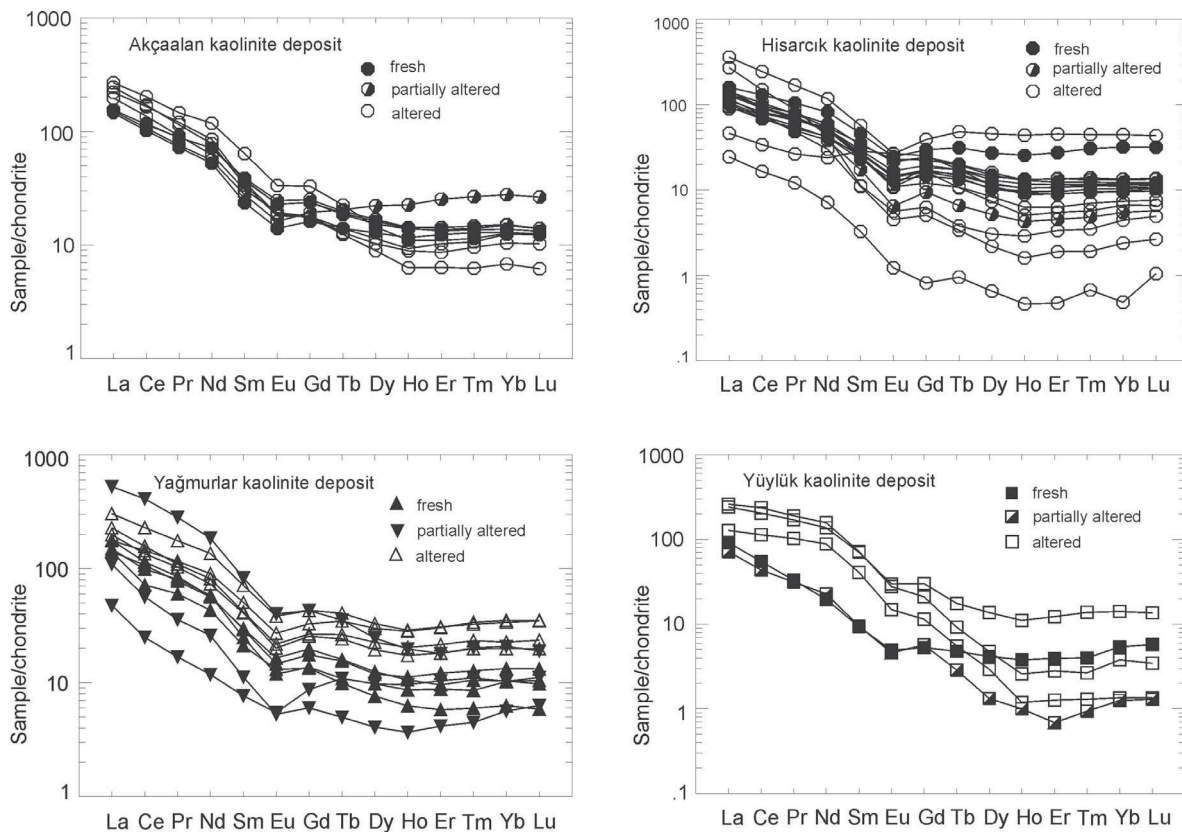 1000
100
10
1
Sample/chondrite
Akçaalan kaolinite deposit
fresh
partially altered
altered
La Ce Pr Nd Sm Eu Gd Tb Dy Ho Er Tm Yb Lu
1000
100
10
1
.1
Sample/chondrite
Hisarcık kaolinite deposit
fresh
partially altered
altered
La Ce Pr Nd Sm Eu Gd Tb Dy Ho Er Tm Yb Lu
1000
100
10
1
Sample/chondrite
Yağmurlar kaolinite deposit
fresh
partially altered
altered
La Ce Pr Nd Sm Eu Gd Tb Dy Ho Er Tm Yb Lu
1000
100
10
1
.1
Sample/chondrite
Yüylük kaolinite deposit
fresh
partially altered
altered
La Ce Pr Nd Sm Eu Gd Tb Dy Ho Er Tm Yb Lu